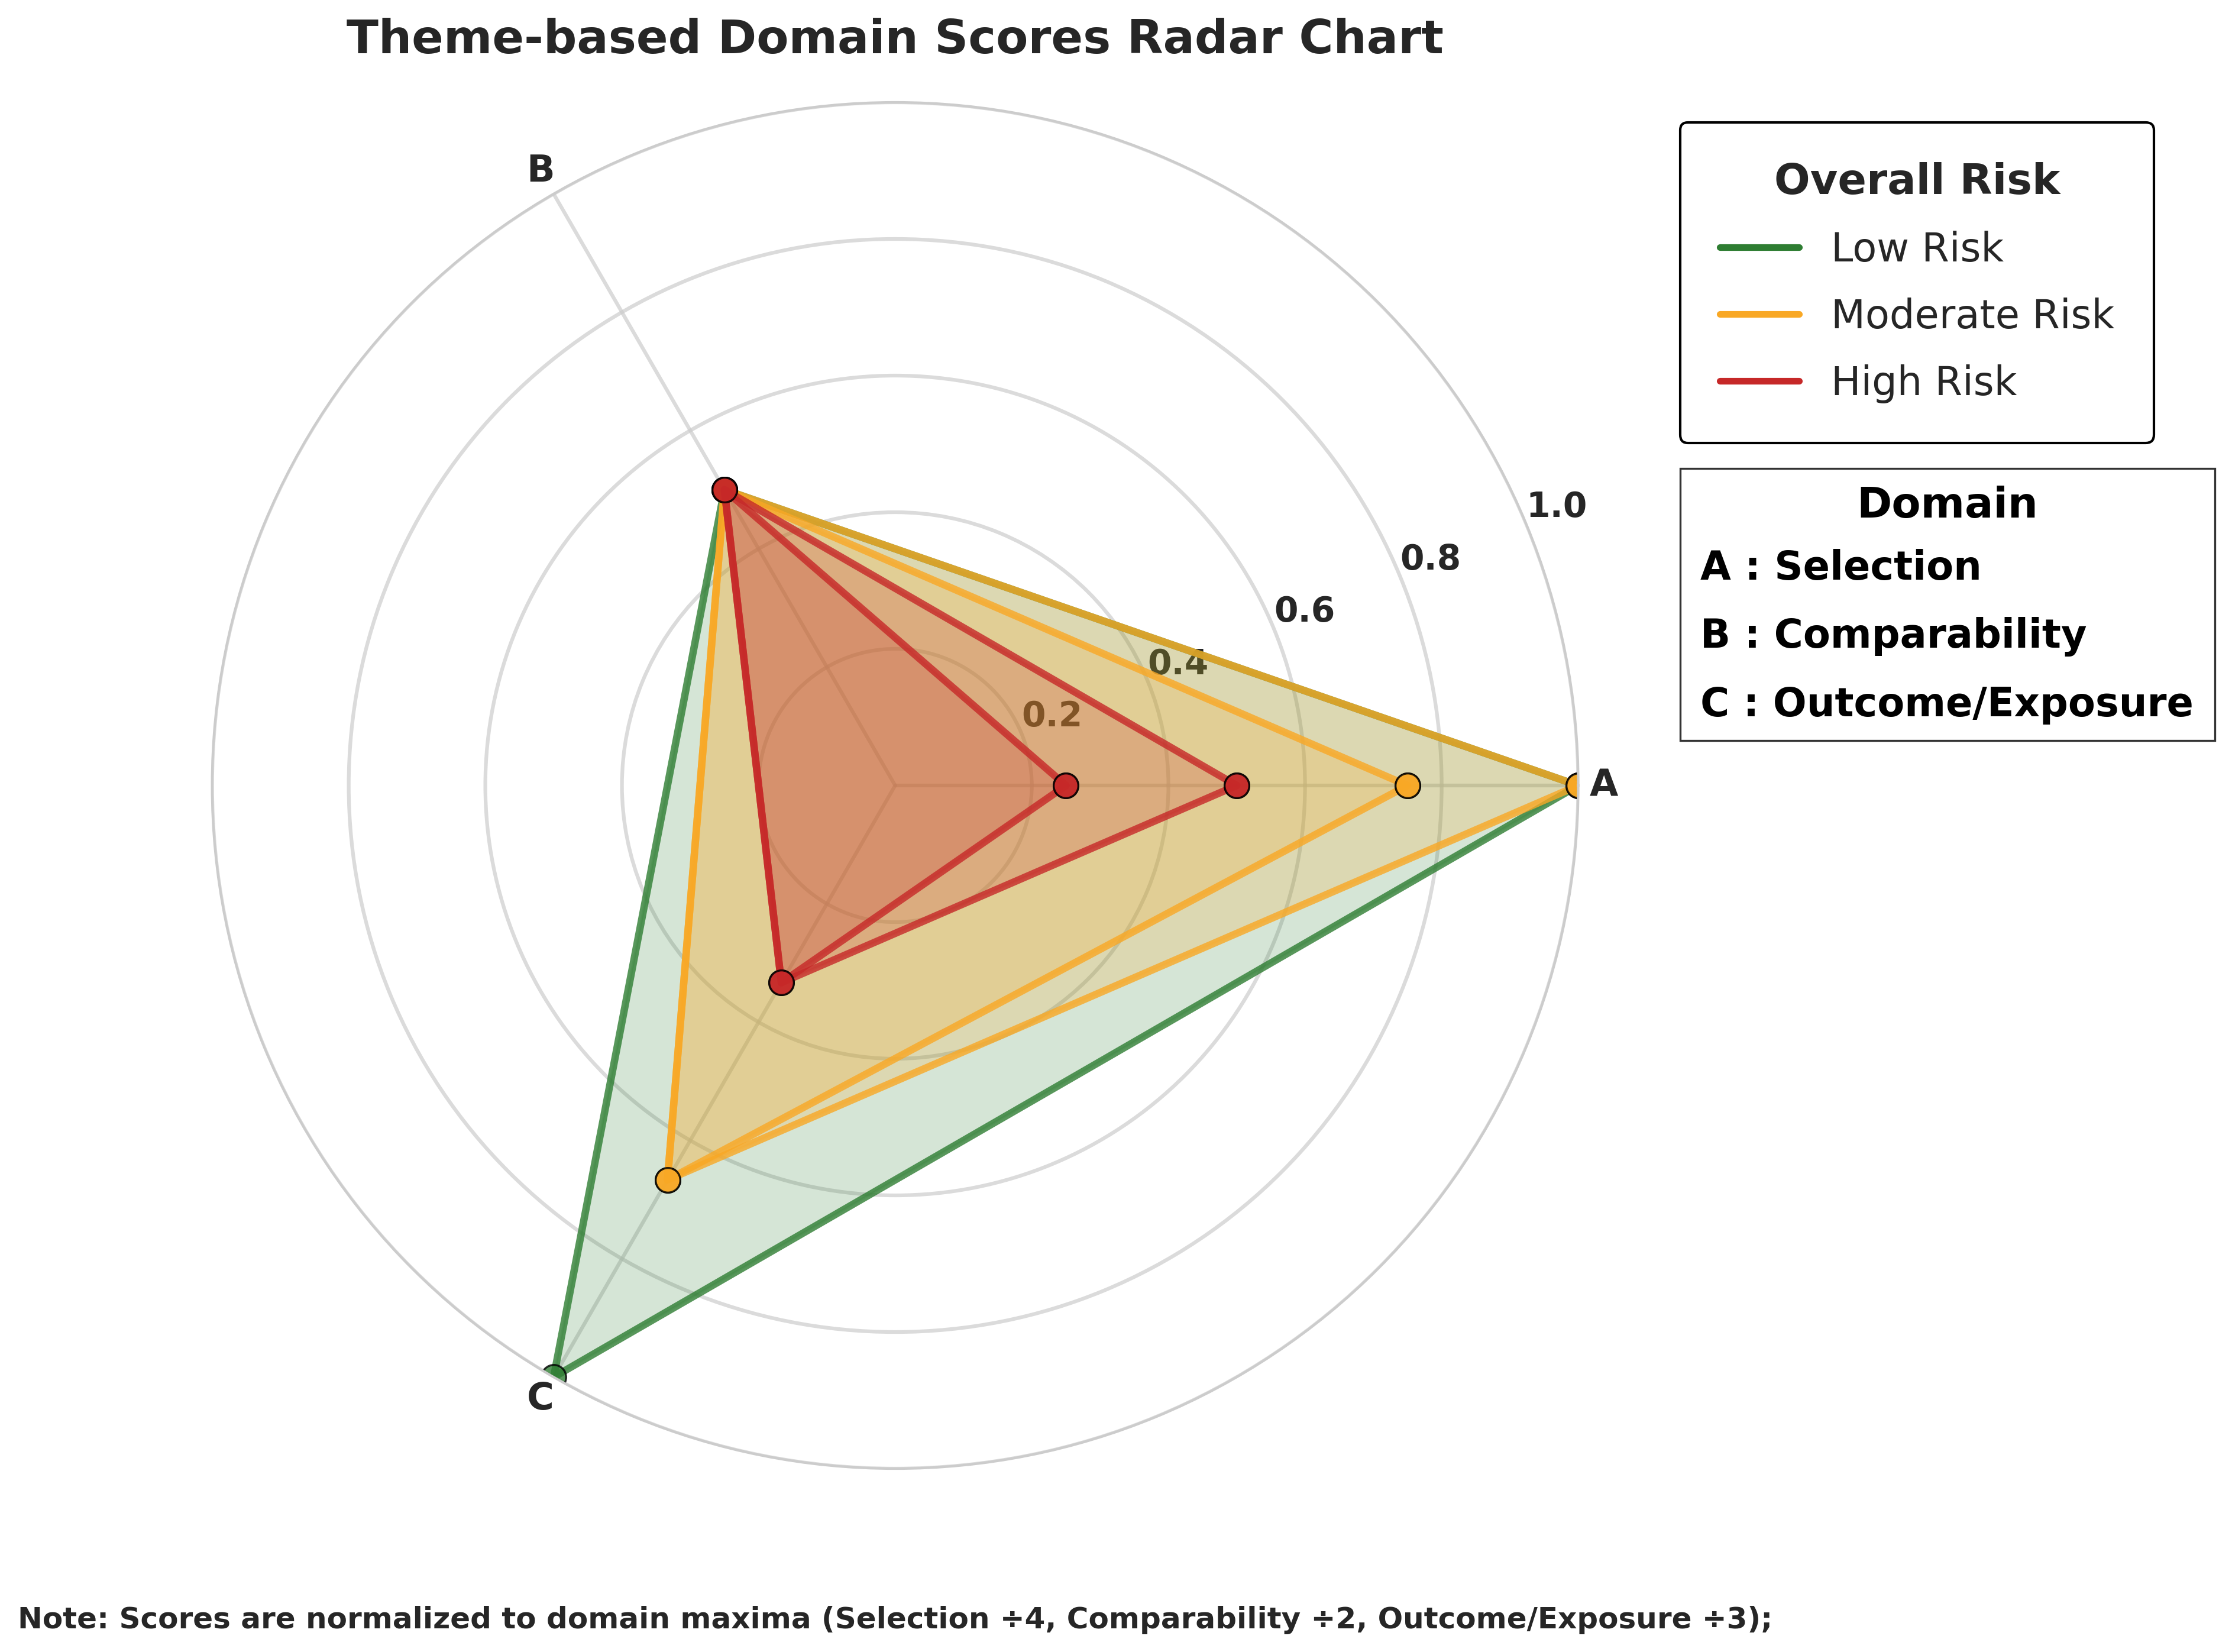 Theme-based Domain Scores Radar Chart
B
Overall Risk
Low Risk
Moderate Risk
High Risk
1.0
0.8
0.6
0.4
0.2
A
Domain
A : Selection
B : Comparability
C : Outcome/Exposure
C
Note: Scores are normalized to domain maxima (Selection ÷4, Comparability ÷2, Outcome/Exposure ÷3);